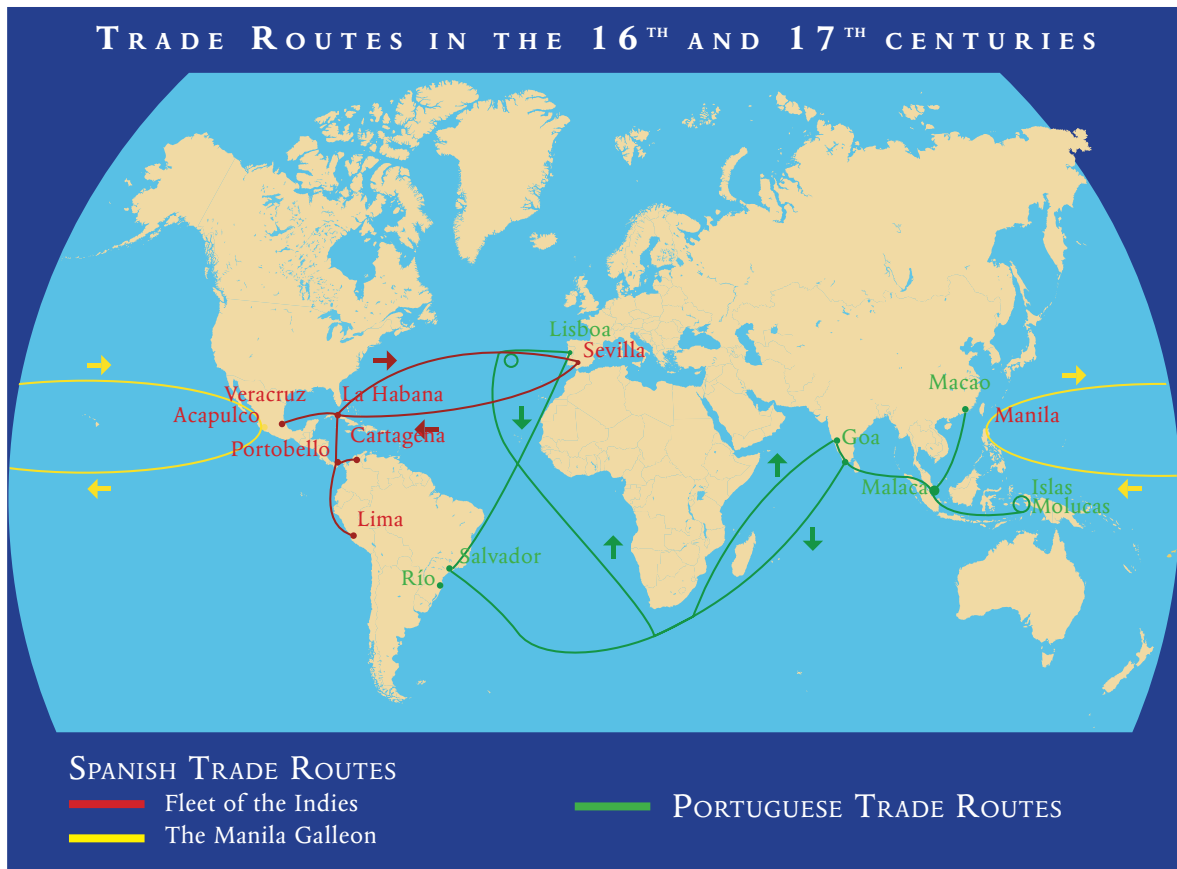 TRADE ROUTES IN THE 16TH AND 17TH CENTURIES
Lisboa
Sevilla
Veracruz
La Habana
Acapulco
Cartagena
Portobello
Lima
Salvador
Río
Macao
Manila
Goa
Malaca
Islas
Molucas
SPANISH TRADE ROUTES
Fleet of the Indies
The Manila Galleon
PORTUGUESE TRADE ROUTES